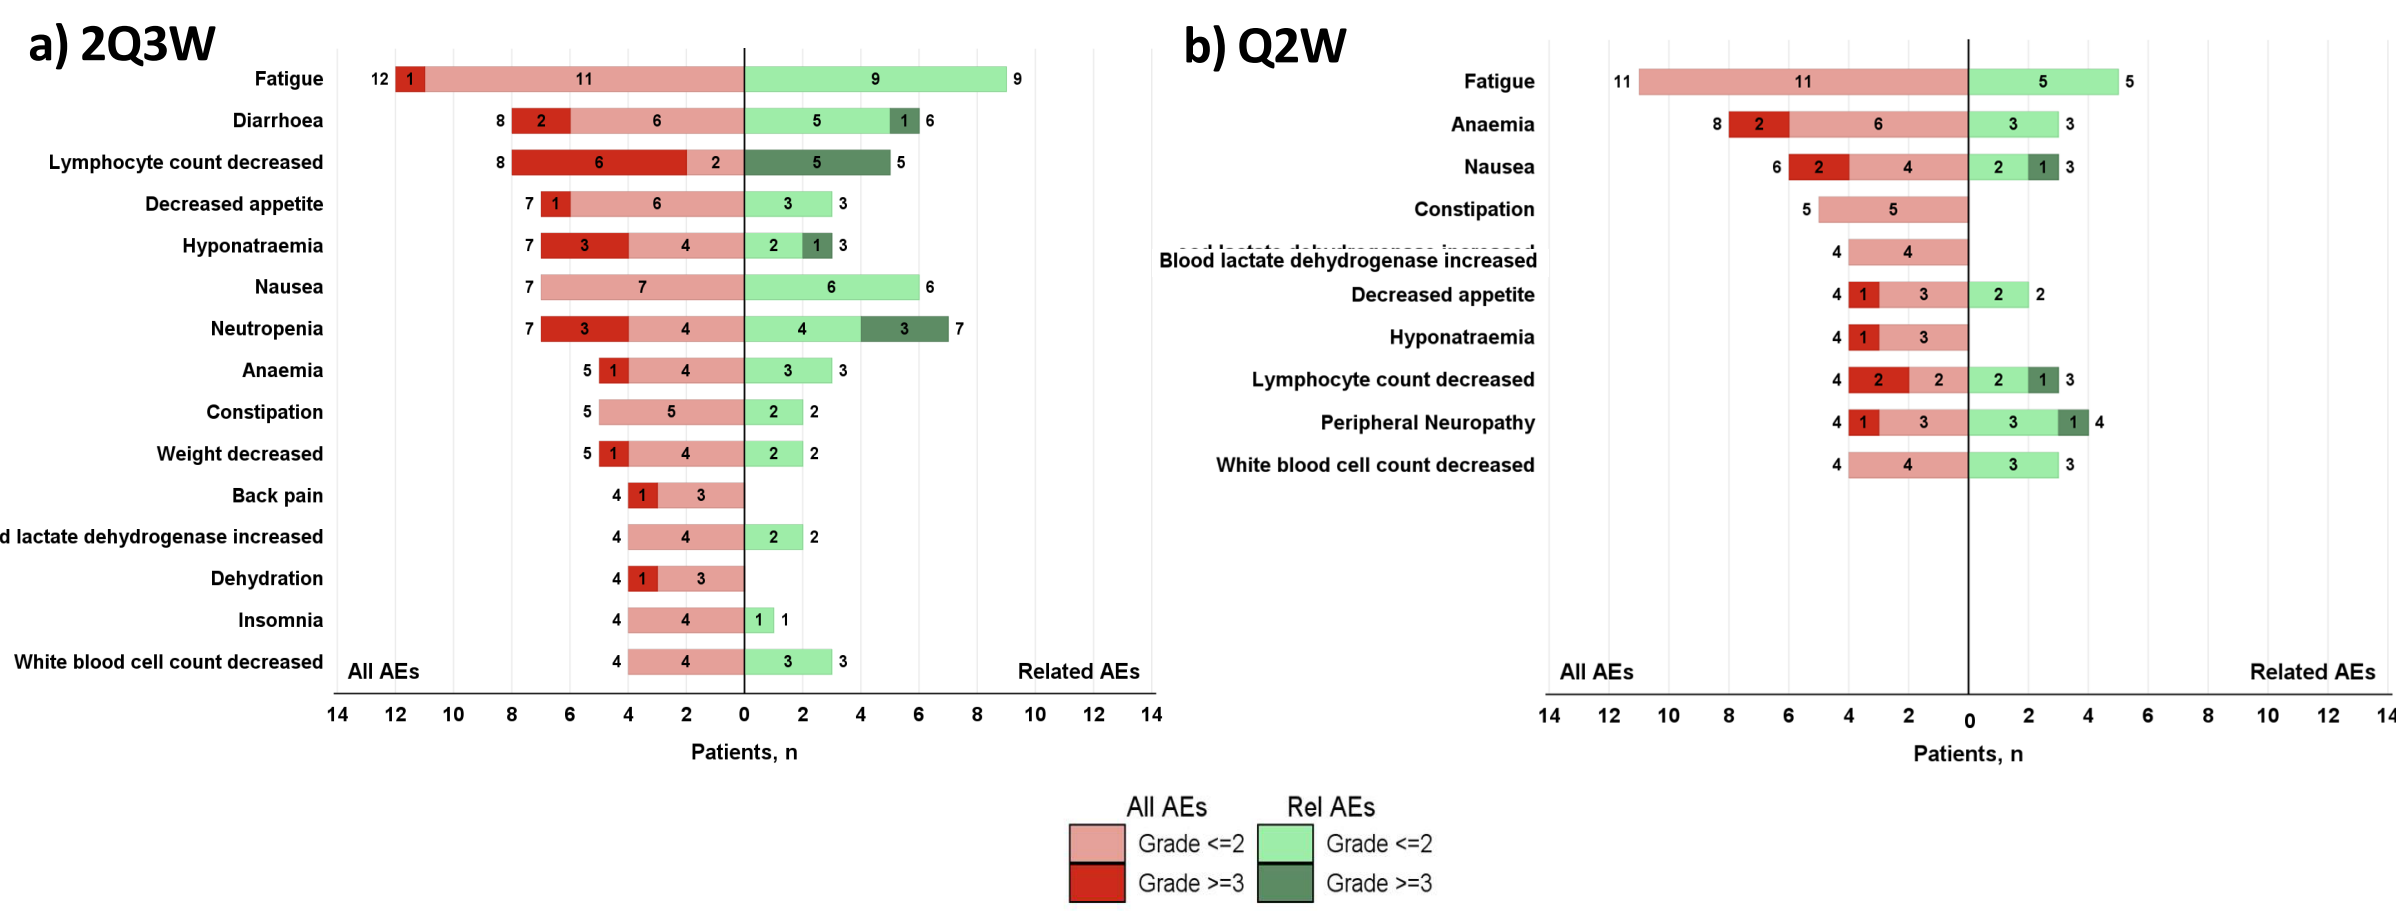 a) 2Q3W
Fatigue 12 1 11 9 9
Diarrhoea 8 2 6 5 1 6
Lymphocyte count decreased 8 6 2 5 5
Decreased appetite 7 1 6 3 3
Hyponatraemia 7 3 4 2 1 3
Nausea 7 7 6 6
Neutropenia 7 3 4 4 3 7
Anaemia 5 1 4 3 3
Constipation 5 5 2 2
Weight decreased 5 1 4 2 2
Back pain 4 1 3
d lactate dehydrogenase increased 4 4 2 2
Dehydration 4 1 3
Insomnia 4 4 1 1
White blood cell count decreased 4 4 3 3
All AEs Related AEs
14 12 10 8 6 4 2 0 2 4 6 8 10 12 14
Patients, n
b) Q2W
Fatigue 11 11 5 5
Anaemia 8 2 6 3 3
Nausea 6 2 4 2 1 3
Constipation 5 5
Blood lactate dehydrogenase increased 4 4
Decreased appetite 4 1 3 2 2
Hyponatraemia 4 1 3
Lymphocyte count decreased 4 2 2 2 1 3
Peripheral Neuropathy 4 1 3 3 1 4
White blood cell count decreased 4 4 3 3
All AEs Related AEs
14 12 10 8 6 4 2 0 2 4 6 8 10 12 14
Patients, n
All AEs Rel AEs
Grade <=2 Grade <=2
Grade >=3 Grade >=3